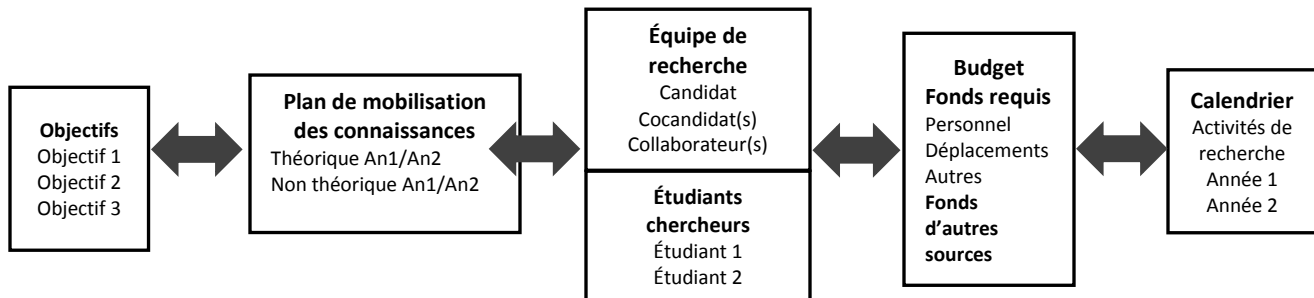 Objectifs
Objectif 1
Objectif 2
Objectif 3
Plan de mobilisation
des connaissances
Théorique An1/An2
Non théorique An1/An2
Équipe de
recherche
Candidat
Cocandidat(s)
Collaborateur(s)
Étudiants
chercheurs
Étudiant 1
Étudiant 2
Budget
Fonds requis
Personnel
Déplacements
Autres
Fonds
d’autres
sources
Calendrier
Activités de
recherche
Année 1
Année 2